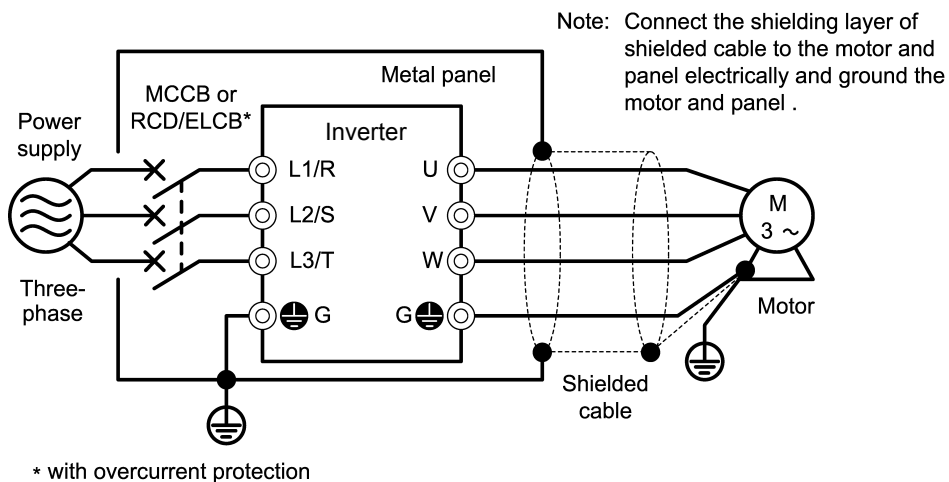 Note: Connect the shielding layer of
shielded cable to the motor and
panel electrically and ground the
motor and panel .
Metal panel
MCCB or
RCD/ELCB*
Power
supply
Inverter
L1/R
U
L2/S
V
M
3 ~
L3/T
W
Three-
phase
G
G
Motor
Shielded
cable
* with overcurrent protection